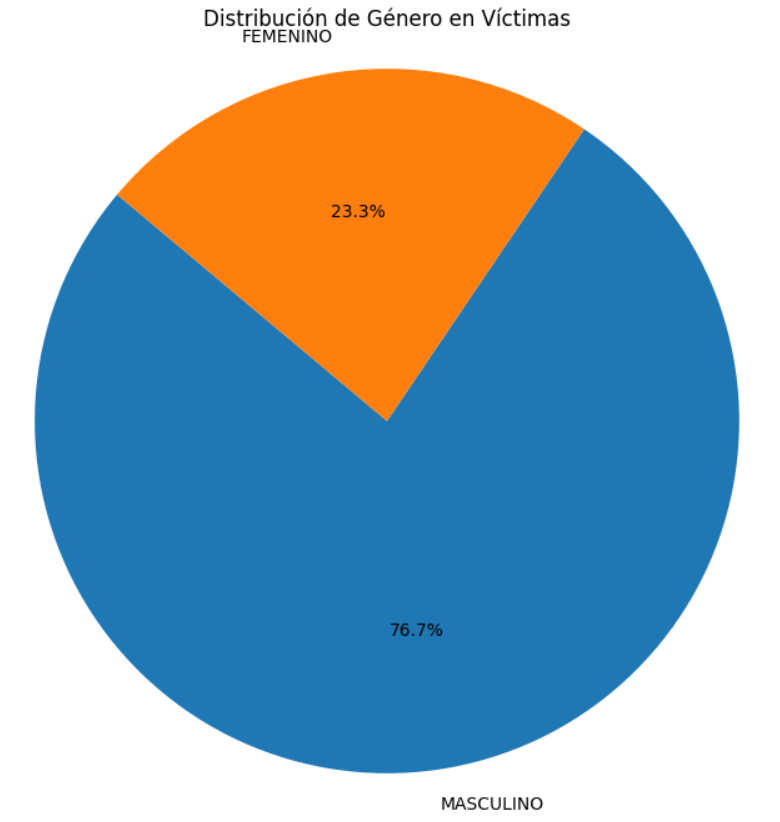 Distribución de Género en Víctimas
FEMENINO
23.3%
76.7%
MASCULINO